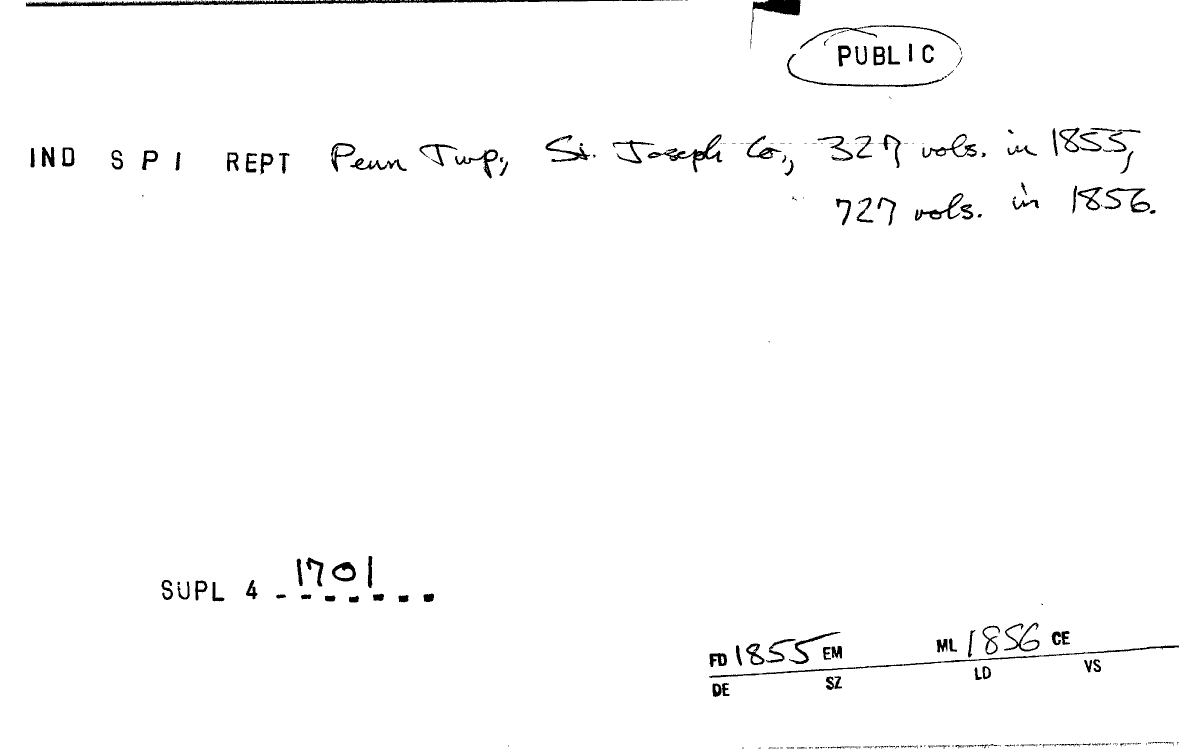 PUBLIC
IND S P I REPT Penn Twp, St. Joseph Co., 327 vols. in 1855,
727 vols. in 1856.
SUPL 4 1701
FD 1855 EM ML 1856 CE
DE SZ LD VS